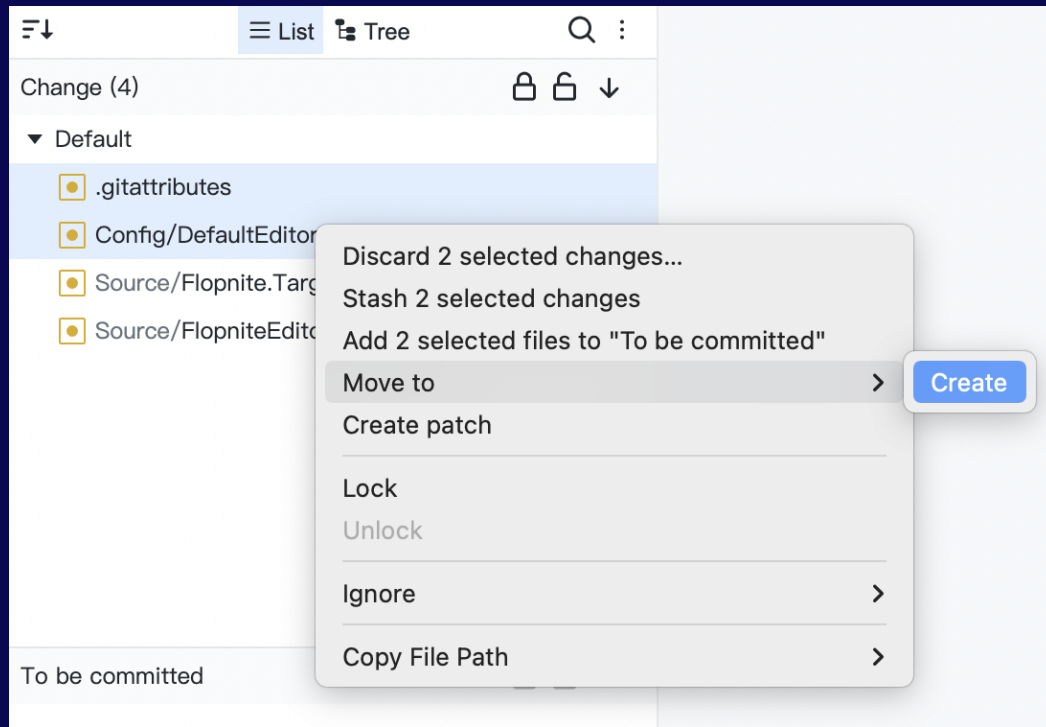 List Tree
Change (4)
Default
.gitattributes
Config/DefaultEditor
Source/Flopnite.Targ
Source/FlopniteEdito
Discard 2 selected changes...
Stash 2 selected changes
Add 2 selected files to "To be committed"
Move to
Create
Create patch
Lock
Unlock
Ignore
Copy File Path
To be committed